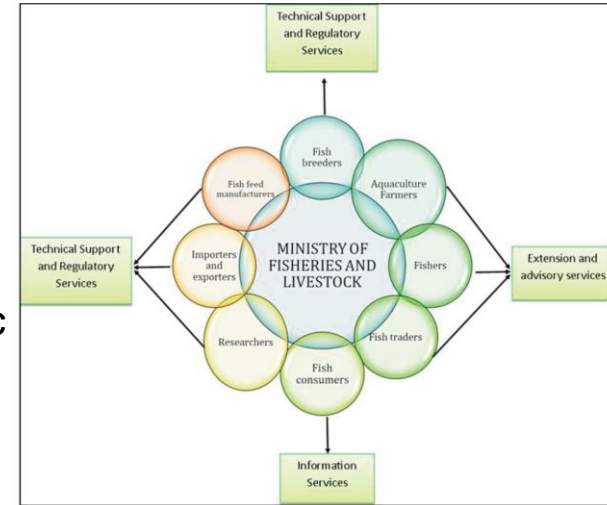 Technical Support
and Regulatory
Services
Fish
breeders
Fish feed
manufacturers
Aquaculture
Farmers
Technical Support
and Regulatory
Services
Importers
and
exporters
MINISTRY OF
FISHERIES AND
LIVESTOCK
Fishers
Extension and
advisory services
c
Researchers
Fish traders
Fish
consumers
Information
Services